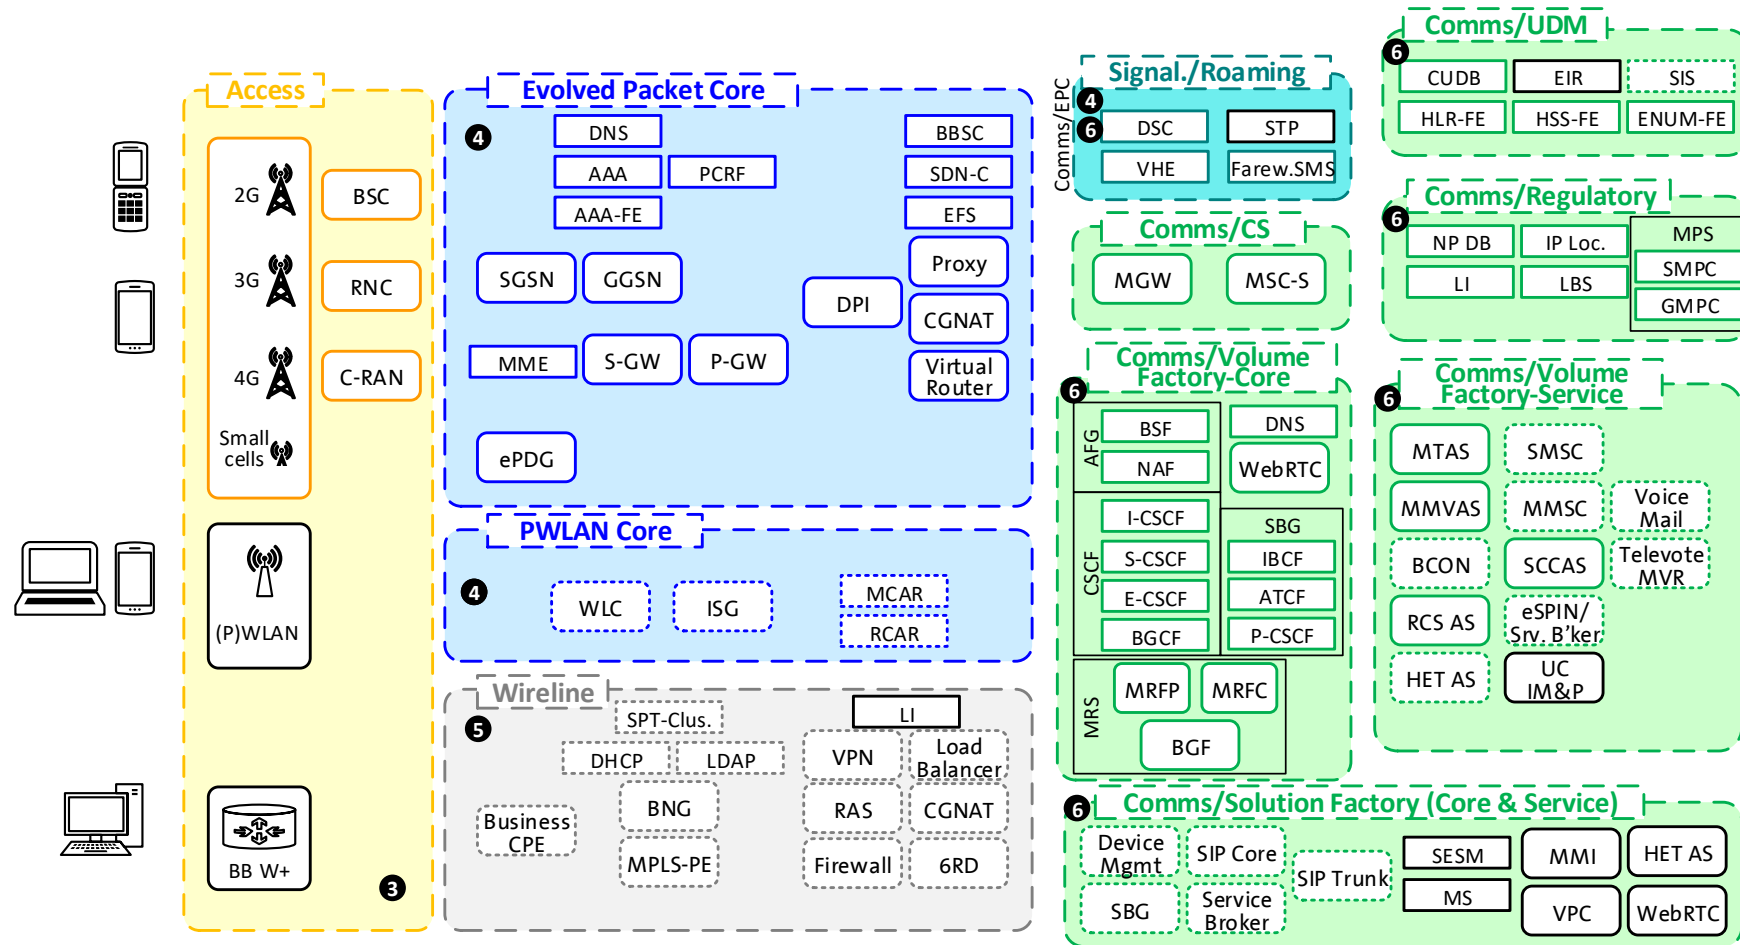 Access
2G
BSC
3G
RNC
4G
C-RAN
Small
cells
(P)WLAN
BB W+
3
Evolved Packet Core
4
DNS
BBSC
AAA
PCRF
SDN-C
AAA-FE
EFS
SGSN
GGSN
DPI
Proxy
CGNAT
MME
S-GW
P-GW
Virtual
Router
ePDG
PWLAN Core
4
WLC
ISG
MCAR
RCAR
Wireline
5
SPT-Clus.
LI
DHCP
LDAP
VPN
Load
Balancer
Business
CPE
BNG
RAS
CGNAT
MPLS-PE
Firewall
6RD
Comms/EPC
Signal./Roaming
4
6
DSC
STP
VHE
Farew.SMS
Comms/CS
MGW
MSC-S
Comms/Volume
Factory-Core
6
AFG
BSF
NAF
DNS
WebRTC
CSCF
I-CSCF
S-CSCF
E-CSCF
BGCF
SBG
IBCF
ATCF
P-CSCF
MRS
MRFP
MRFC
BGF
Comms/UDM
6
CUDB
EIR
SIS
HLR-FE
HSS-FE
ENUM-FE
Comms/Regulatory
6
NP DB
IP Loc.
MPS
LI
LBS
SMPC
GMPC
Comms/Volume
Factory-Service
6
MTAS
SMSC
MMVAS
MMSC
Voice
Mail
BCON
SCCAS
Televote
MVR
RCS AS
eSPIN/
Srv. B’ker
HET AS
UC
IM&P
Comms/Solution Factory (Core & Service)
6
Device
Mgmt
SIP Core
SIP Trunk
SESM
MMI
HET AS
SBG
Service
Broker
MS
VPC
WebRTC